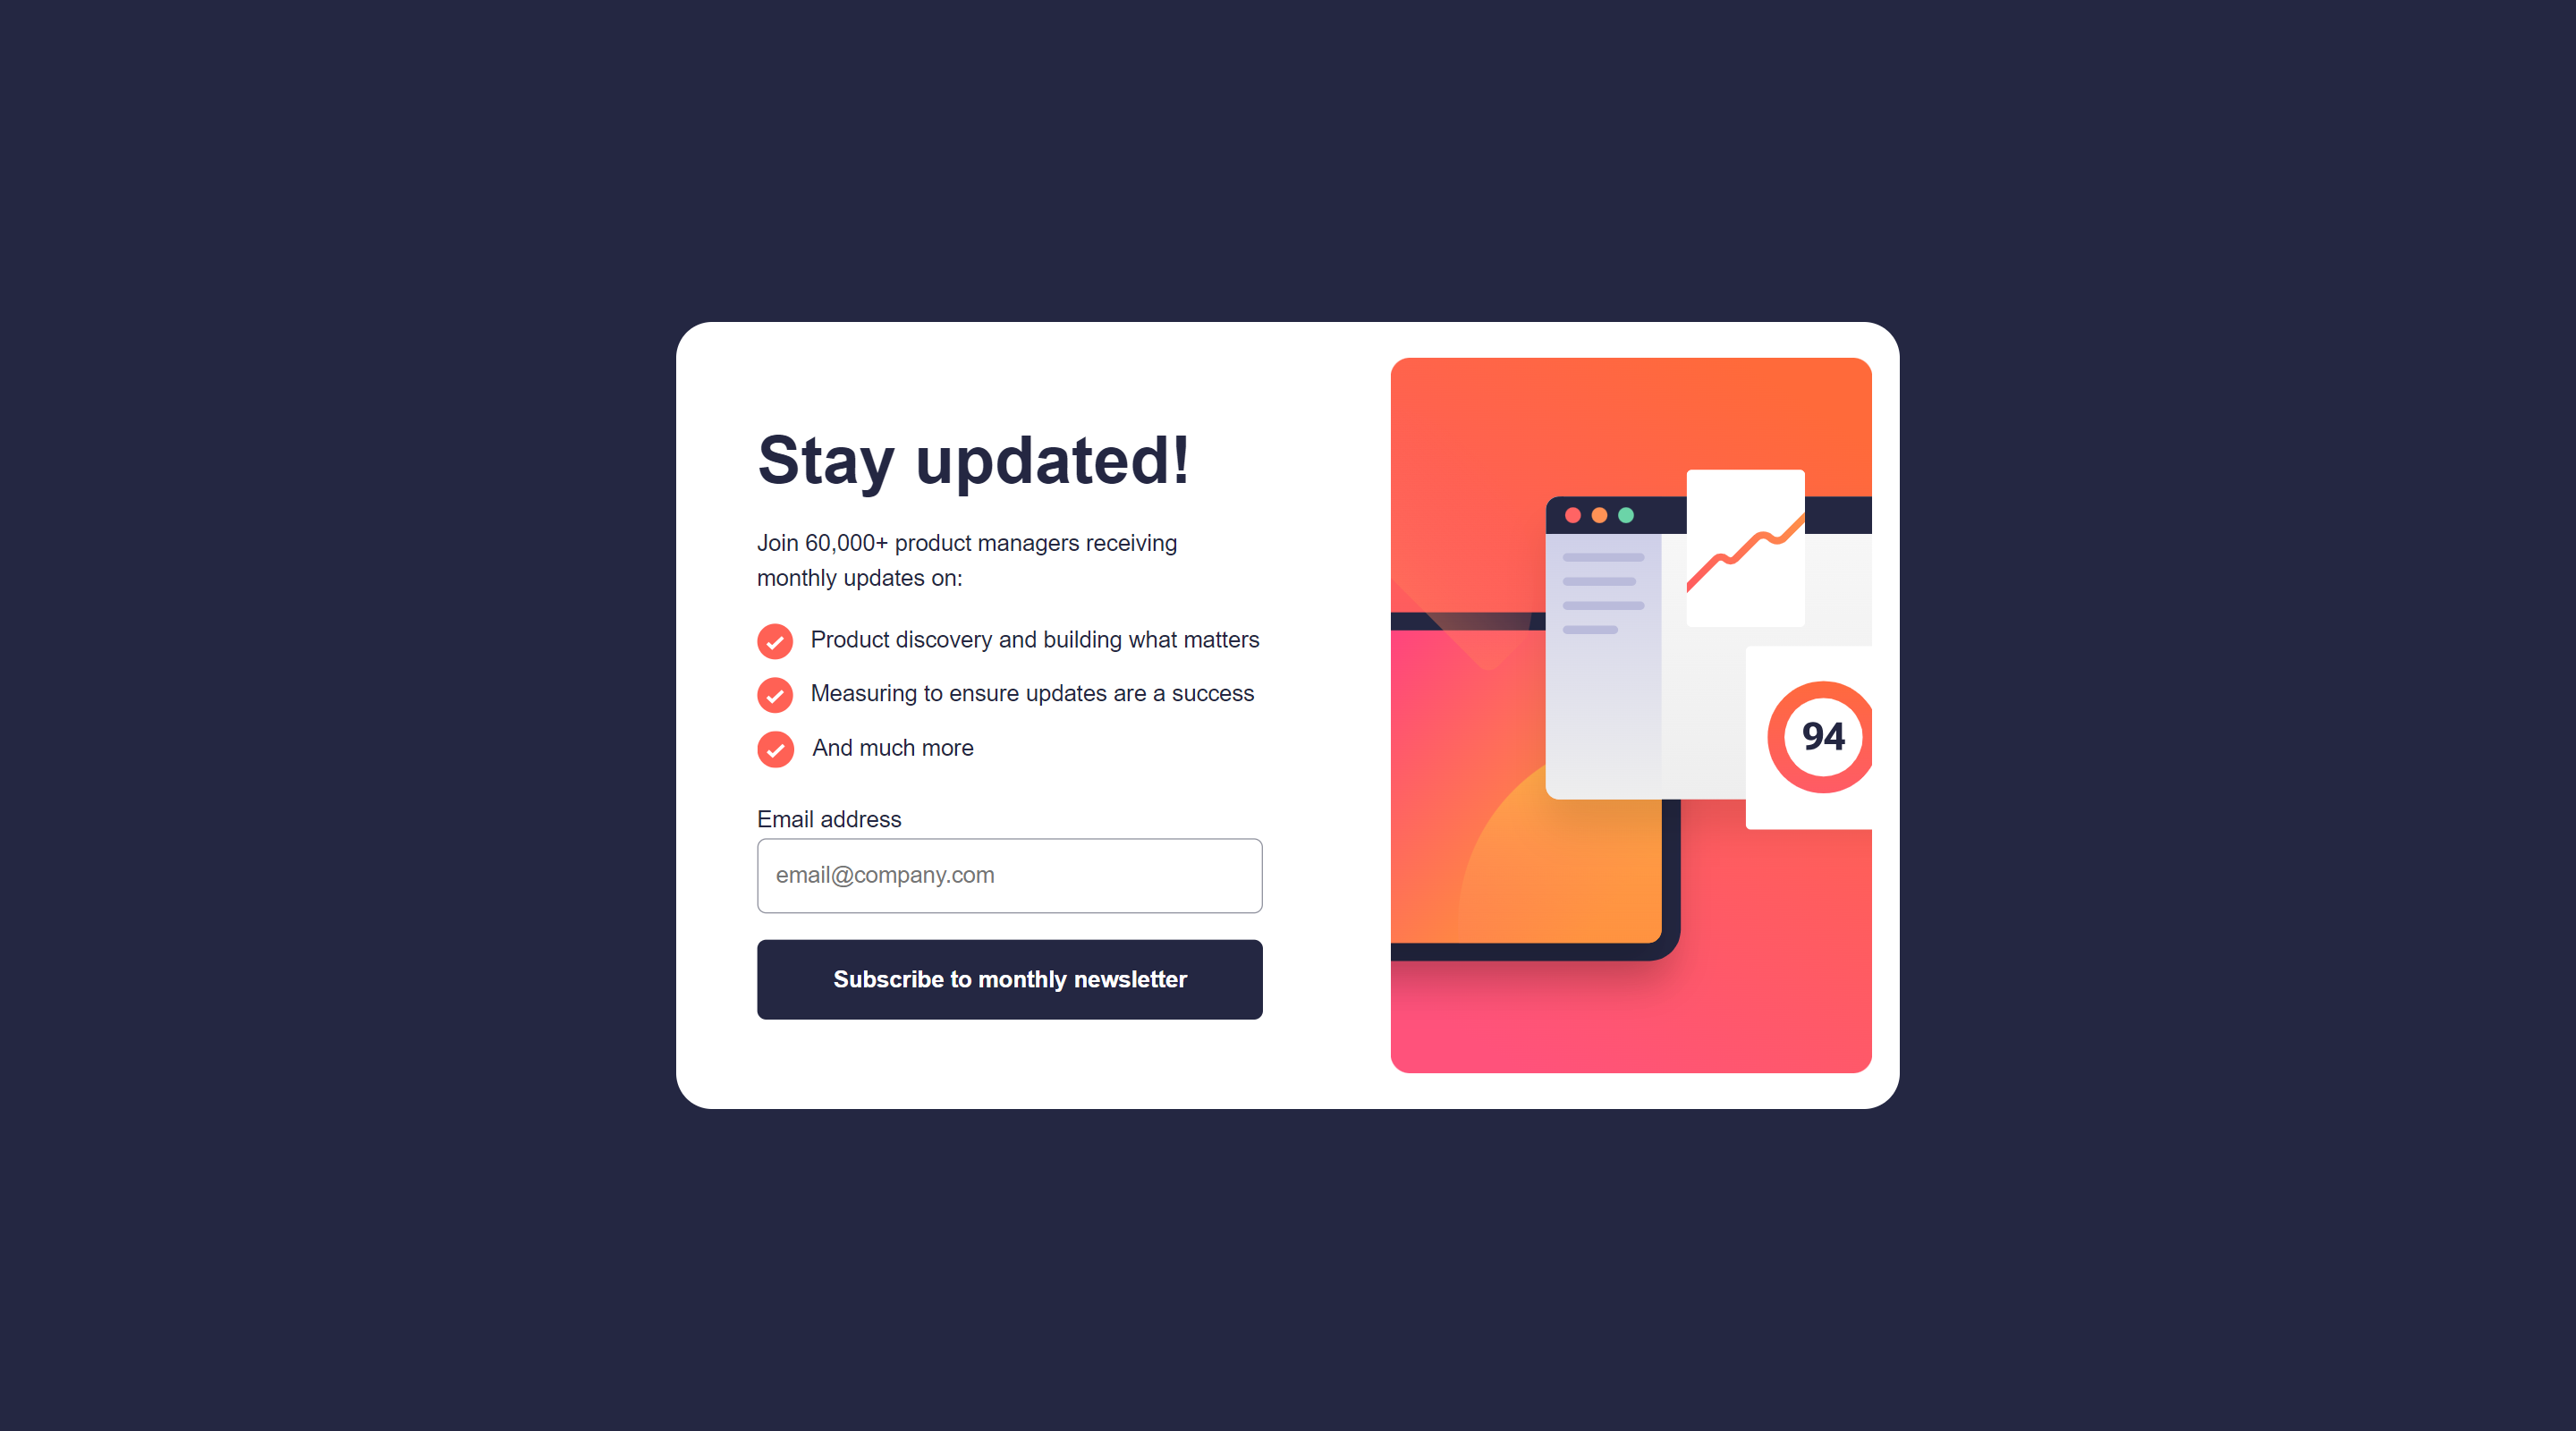 Stay updated!
Join 60,000+ product managers receiving
monthly updates on:
Product discovery and building what matters
Measuring to ensure updates are a success
And much more
Email address
email@company.com
Subscribe to monthly newsletter
94